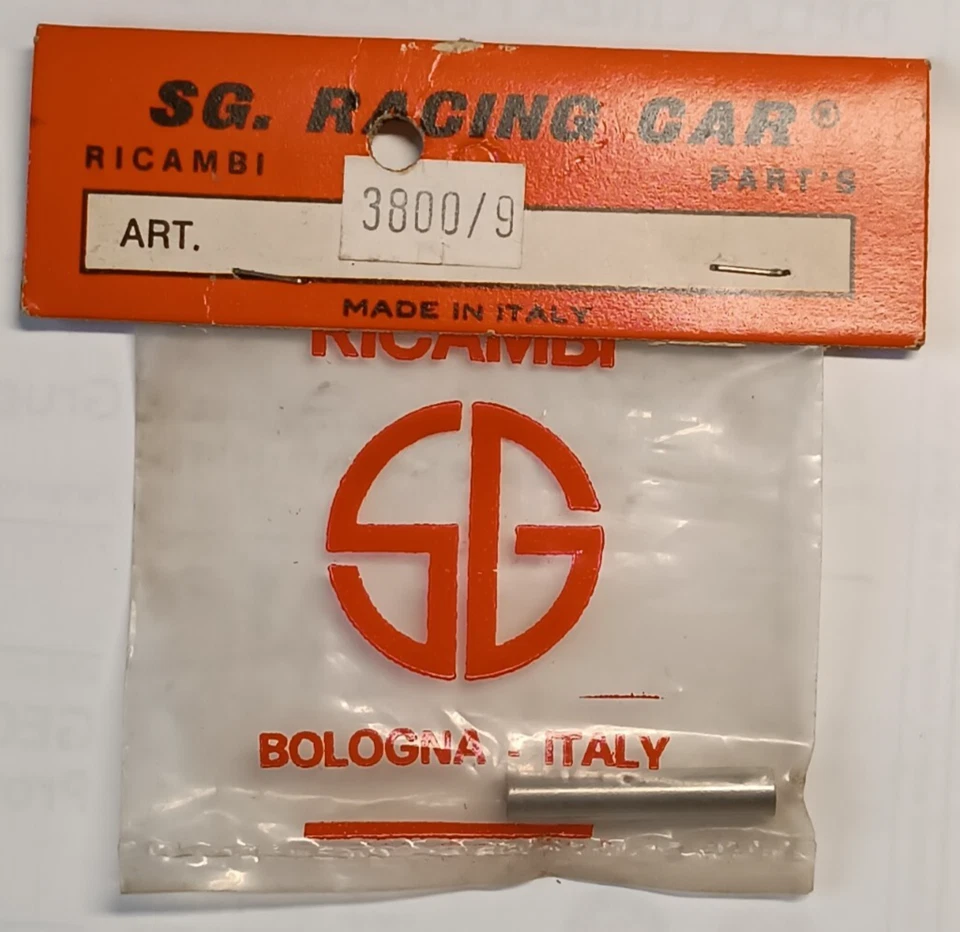 SG. RACING CAR®
RICAMBI PART'S
ART. 3800/9
MADE IN ITALY
RICAMBI
SG
BOLOGNA - ITALY